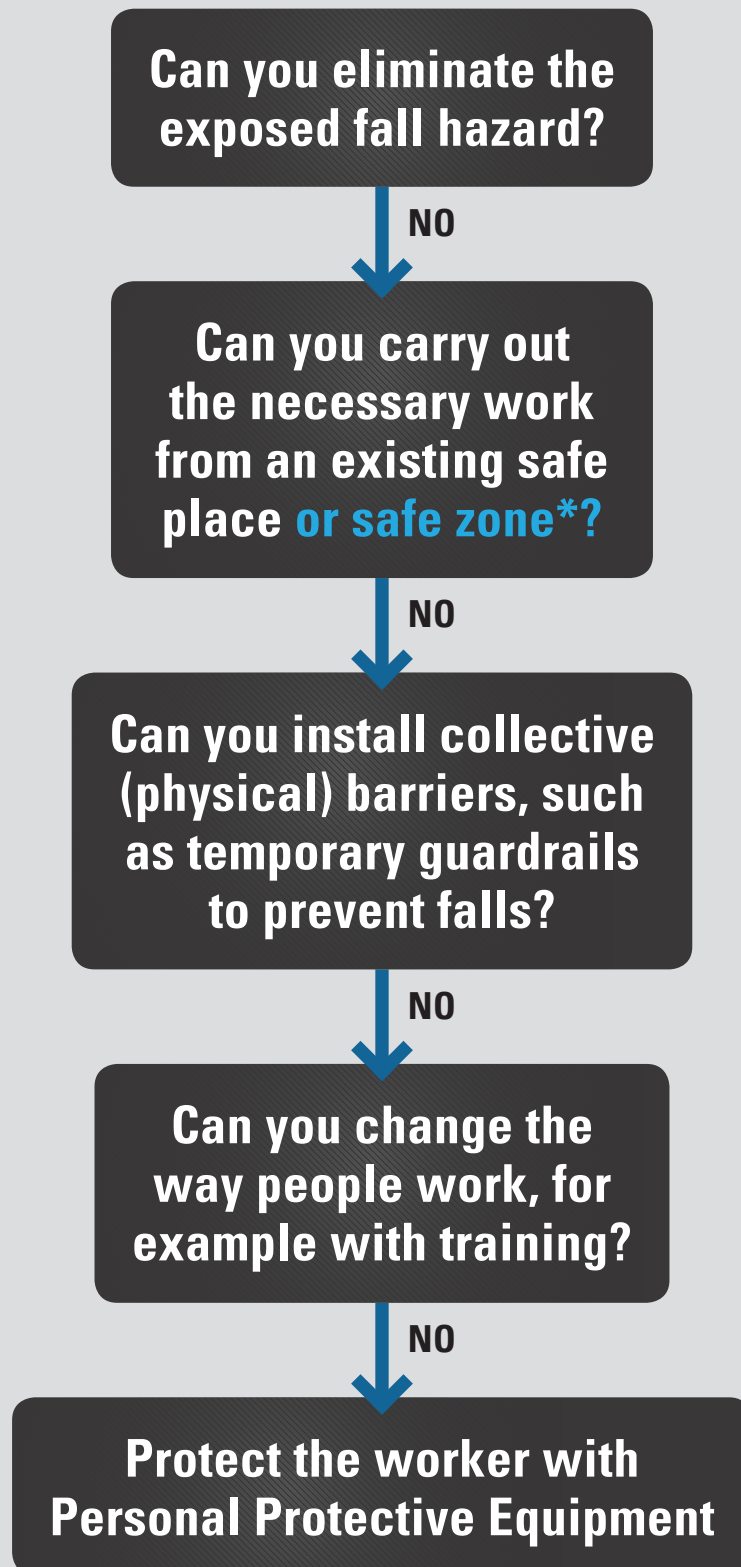 Can you eliminate the
exposed fall hazard?
NO
Can you carry out
the necessary work
from an existing safe
place or safe zone*?
NO
Can you install collective
(physical) barriers, such
as temporary guardrails
to prevent falls?
NO
Can you change the
way people work, for
example with training?
NO
Protect the worker with
Personal Protective Equipment